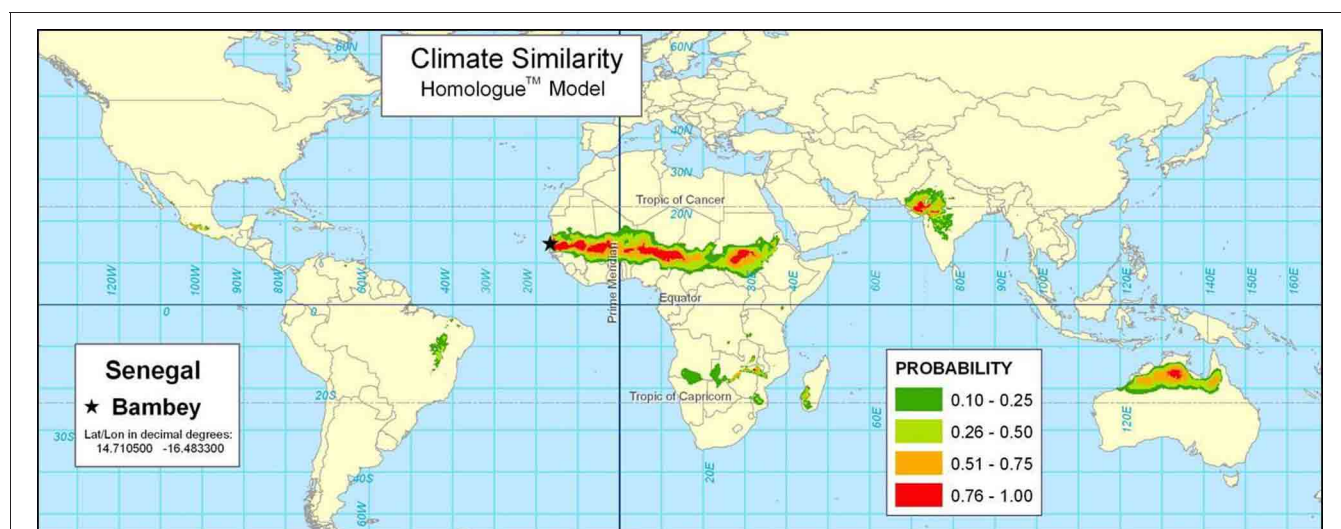 Climate Similarity
Homologue™ Model
60N
60N
40N
30N
Tropic of Cancer
20N
120W
100W
90W
80W
60W
40W
30W
20W
Prime Meridian
30E
40E
60E
80E
90E
100E
120E
140E
150E
160E
Equator
0
0
Senegal
★ Bambey
Lat/Lon in decimal degrees:
14.710500 -16.483300
20S
Tropic of Capricorn
30S
40S
60W
20E
60E
120E
PROBABILITY
0.10 - 0.25
0.26 - 0.50
0.51 - 0.75
0.76 - 1.00